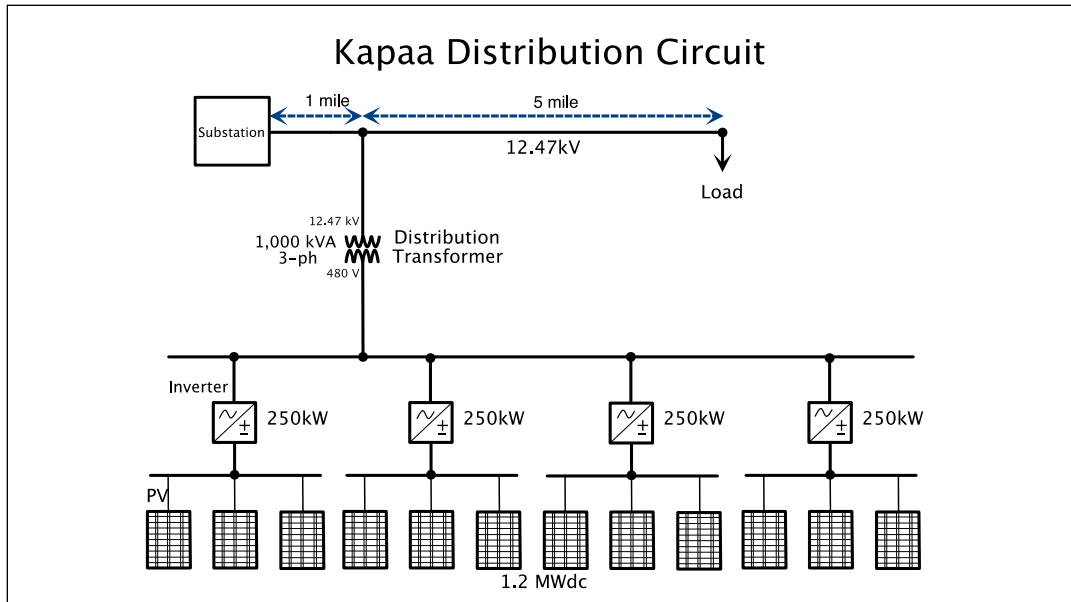 Kapaa Distribution Circuit
1 mile
5 mile
Substation
12.47kV
Load
12.47 kV
1,000 kVA
3-ph
480 V
Distribution
Transformer
Inverter
250kW
250kW
250kW
250kW
PV
1.2 MWdc